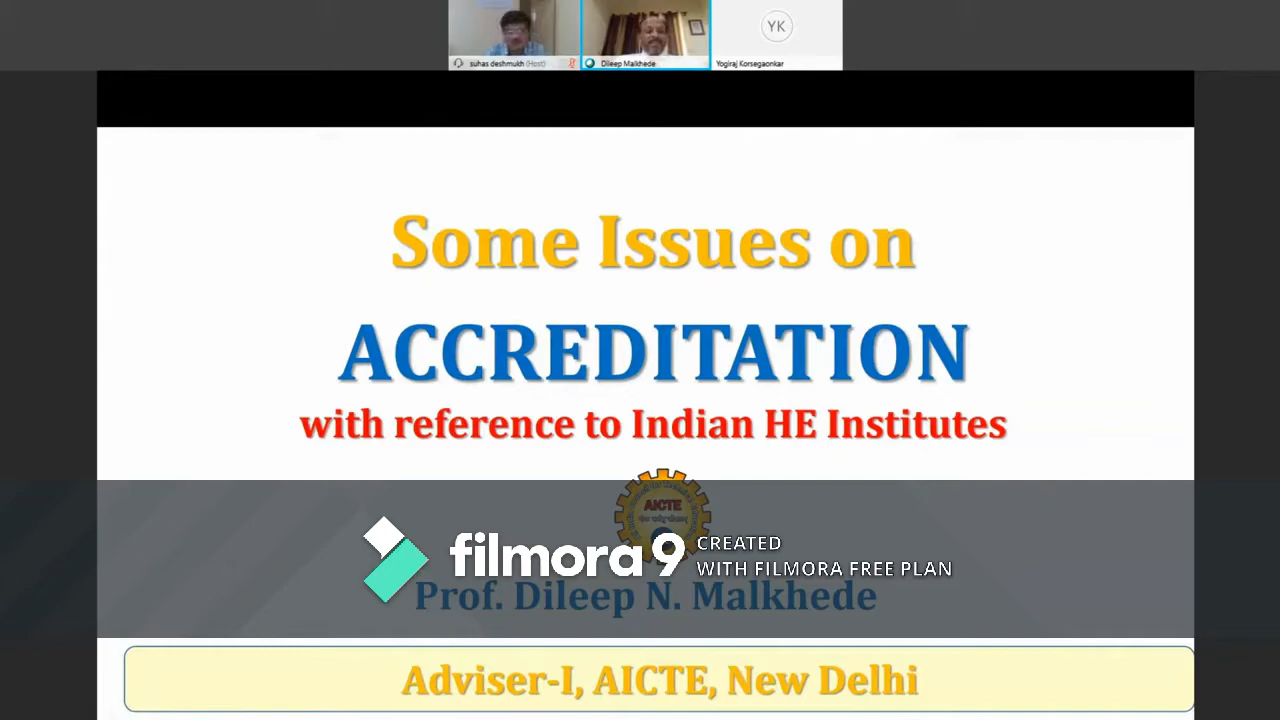 YK
suhas deshmukh (Host)
Dileep Malkhede
Yogiraj Korsegaonkar
Some Issues on
ACCREDITATION
with reference to Indian HE Institutes
AICTE
filmora9
CREATED
WITH FILMORA FREE PLAN
Prof. Dileep N. Malkhede
Adviser-I, AICTE, New Delhi